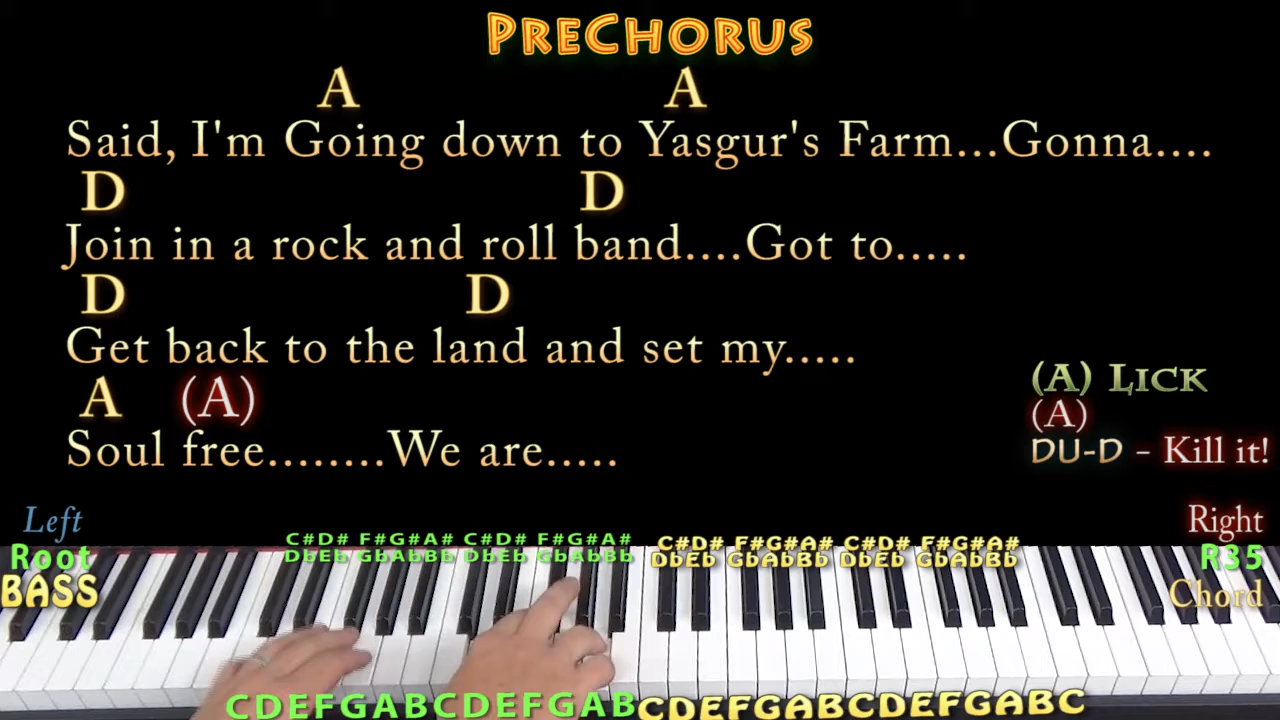 PreChorus
A A
Said, I'm Going down to Yasgur's Farm...Gonna....
D D
Join in a rock and roll band....Got to.....
D D
Get back to the land and set my.....
A (A)
Soul free........We are.....
(A) Lick
(A)
DU-D - Kill it!
Left
Root
BASS
Right
R35
Chord
C#D# F#G#A# C#D# F#G#A#
DbEb GbAbBb DbEb GbAbBb
C#D# F#G#A# C#D# F#G#A#
DbEb GbAbBb DbEb GbAbBb
CDEFGABCDEFGAB
CDEFGABCDEFGABC